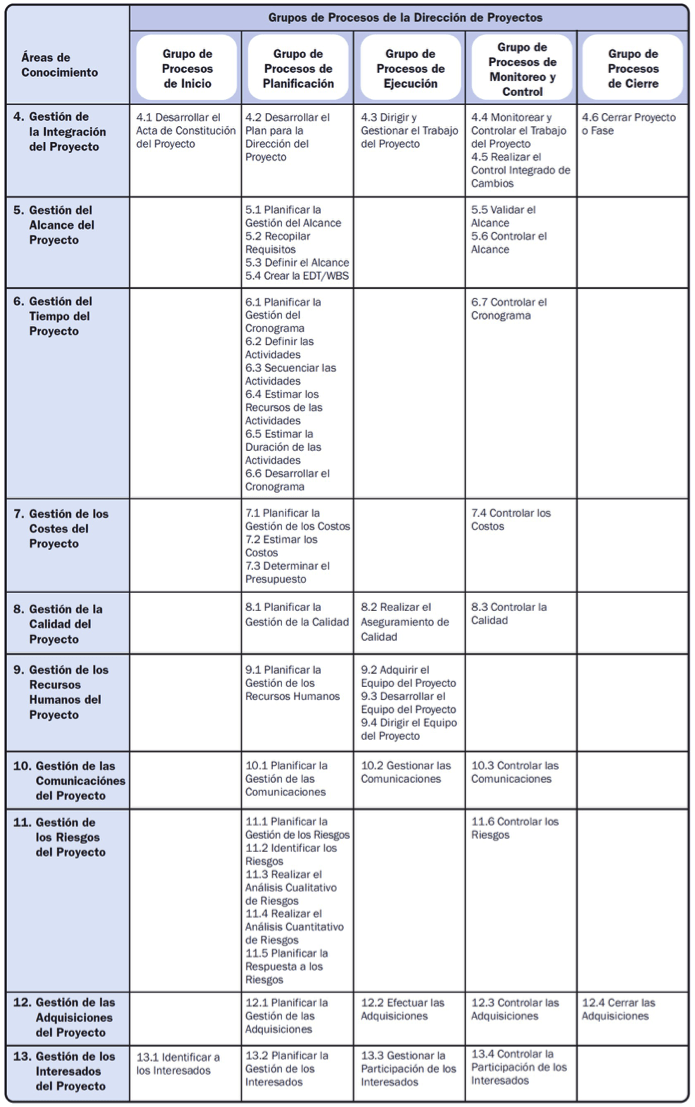 Grupos de Procesos de la Dirección de Proyectos
Áreas de
Conocimiento
Grupo de
Procesos
de Inicio
Grupo de
Procesos de
Planificación
Grupo de
Procesos de
Ejecución
Grupo de
Procesos de
Monitoreo y
Control
Grupo de
Procesos
de Cierre
4. Gestión de
la Integración
del Proyecto
4.1 Desarrollar el
Acta de Constitución
del Proyecto
4.2 Desarrollar el
Plan para la
Dirección del
Proyecto
4.3 Dirigir y
Gestionar el Trabajo
del Proyecto
4.4 Monitorear y
Controlar el Trabajo
del Proyecto
4.5 Realizar el
Control Integrado de
Cambios
4.6 Cerrar Proyecto
o Fase
5. Gestión del
Alcance del
Proyecto
5.1 Planificar la
Gestión del Alcance
5.2 Recopilar
Requisitos
5.3 Definir el Alcance
5.4 Crear la EDT/WBS
5.5 Validar el
Alcance
5.6 Controlar el
Alcance
6. Gestión del
Tiempo del
Proyecto
6.1 Planificar la
Gestión del
Cronograma
6.2 Definir las
Actividades
6.3 Secuenciar las
Actividades
6.4 Estimar los
Recursos de las
Actividades
6.5 Estimar la
Duración de las
Actividades
6.6 Desarrollar el
Cronograma
6.7 Controlar el
Cronograma
7. Gestión de los
Costes del
Proyecto
7.1 Planificar la
Gestión de los Costos
7.2 Estimar los
Costos
7.3 Determinar el
Presupuesto
7.4 Controlar los
Costos
8. Gestión de la
Calidad del
Proyecto
8.1 Planificar la
Gestión de la Calidad
8.2 Realizar el
Aseguramiento de
Calidad
8.3 Controlar la
Calidad
9. Gestión de los
Recursos
Humanos del
Proyecto
9.1 Planificar la
Gestión de los
Recursos Humanos
9.2 Adquirir el
Equipo del Proyecto
9.3 Desarrollar el
Equipo del Proyecto
9.4 Dirigir el Equipo
del Proyecto
10. Gestión de las
Comunicaciónes
del Proyecto
10.1 Planificar la
Gestión de las
Comunicaciones
10.2 Gestionar las
Comunicaciones
10.3 Controlar las
Comunicaciones
11. Gestión de
los Riesgos
del Proyecto
11.1 Planificar la
Gestión de los Riesgos
11.2 Identificar los
Riesgos
11.3 Realizar el
Análisis Cualitativo
de Riesgos
11.4 Realizar el
Análisis Cuantitativo
de Riesgos
11.5 Planificar la
Respuesta a los
Riesgos
11.6 Controlar los
Riesgos
12. Gestión de las
Adquisiciones
del Proyecto
12.1 Planificar la
Gestión de las
Adquisiciones
12.2 Efectuar las
Adquisiciones
12.3 Controlar las
Adquisiciones
12.4 Cerrar las
Adquisiciones
13. Gestión de los
Interesados
del Proyecto
13.1 Identificar a
los Interesados
13.2 Planificar la
Gestión de los
Interesados
13.3 Gestionar la
Participación de los
Interesados
13.4 Controlar la
Participación de los
Interesados